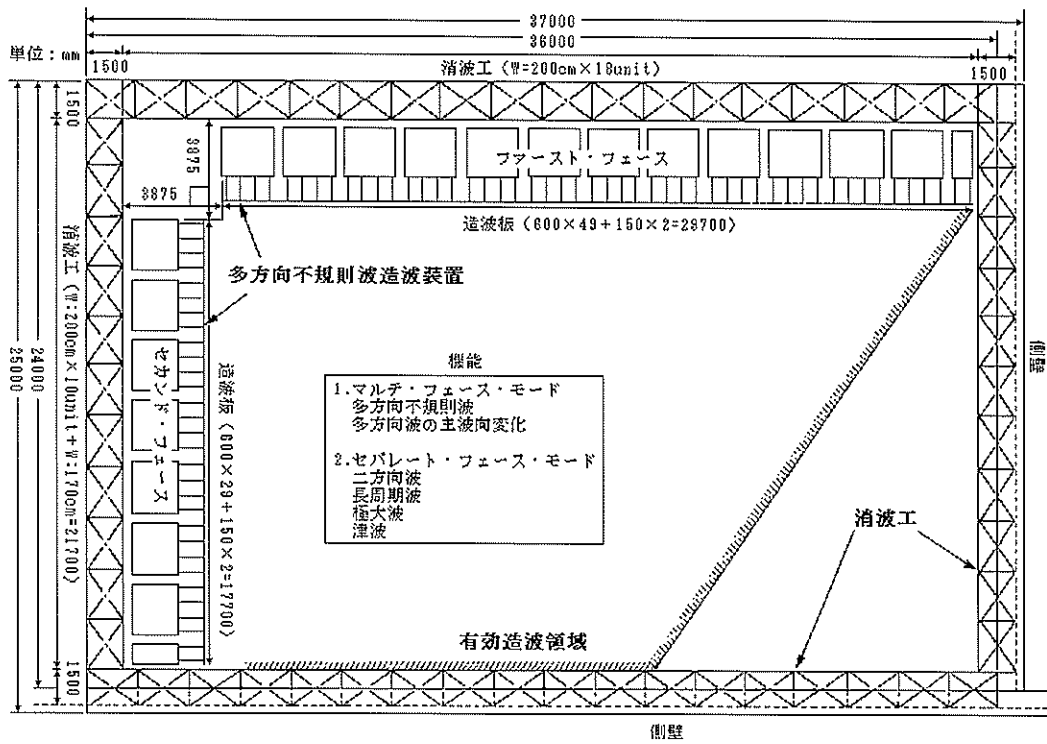 37000
36000
単位：mm
1500
消波工（W=200cm×18unit）
1500
1500
3875
ファースト・フェース
3875
造波板（600×49＋150×2=29700）
多方向不規則波造波装置
消波工（W:200cm×10unit＋W:170cm=21700）
25000
24000
セカンド・フェース
造波板（600×29＋150×2=17700）
機能
1.マルチ・フェース・モード
多方向不規則波
多方向波の主波向変化
2.セパレート・フェース・モード
二方向波
長周期波
極大波
津波
側壁
消波工
有効造波領域
1500
側壁